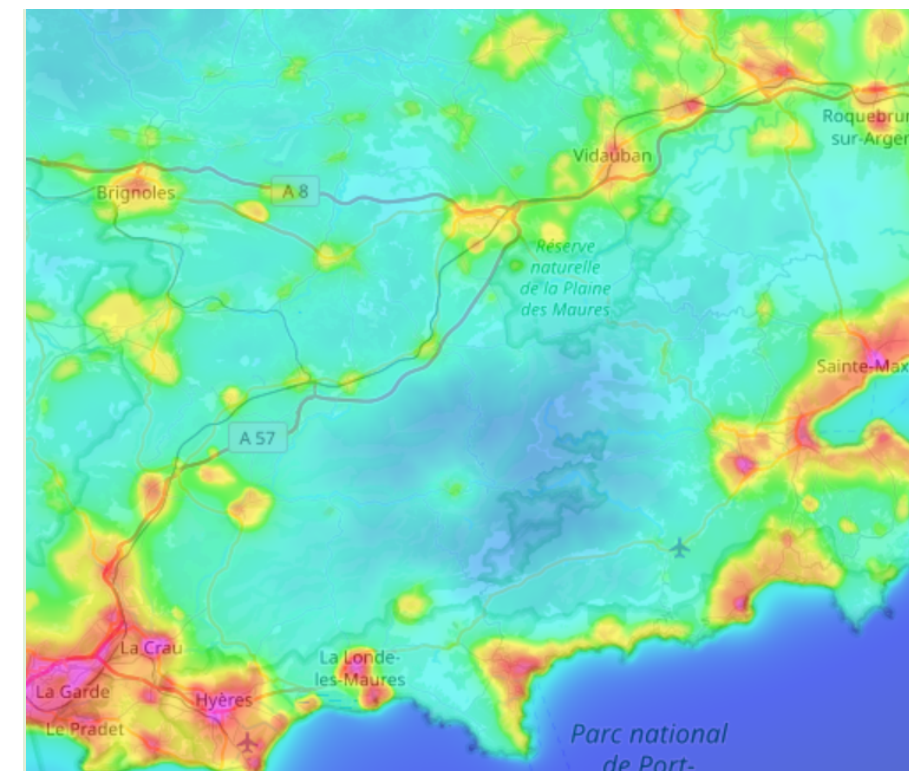 Roquebrun
sur-Argen
Vidauban
A 8
Brignoles
Réserve
naturelle
de la Plaine
des Maures
Sainte-Max
A 57
La Crau
La Londe-
les-Maures
La Garde
Hyères
Le Pradet
Parc national
de Port-